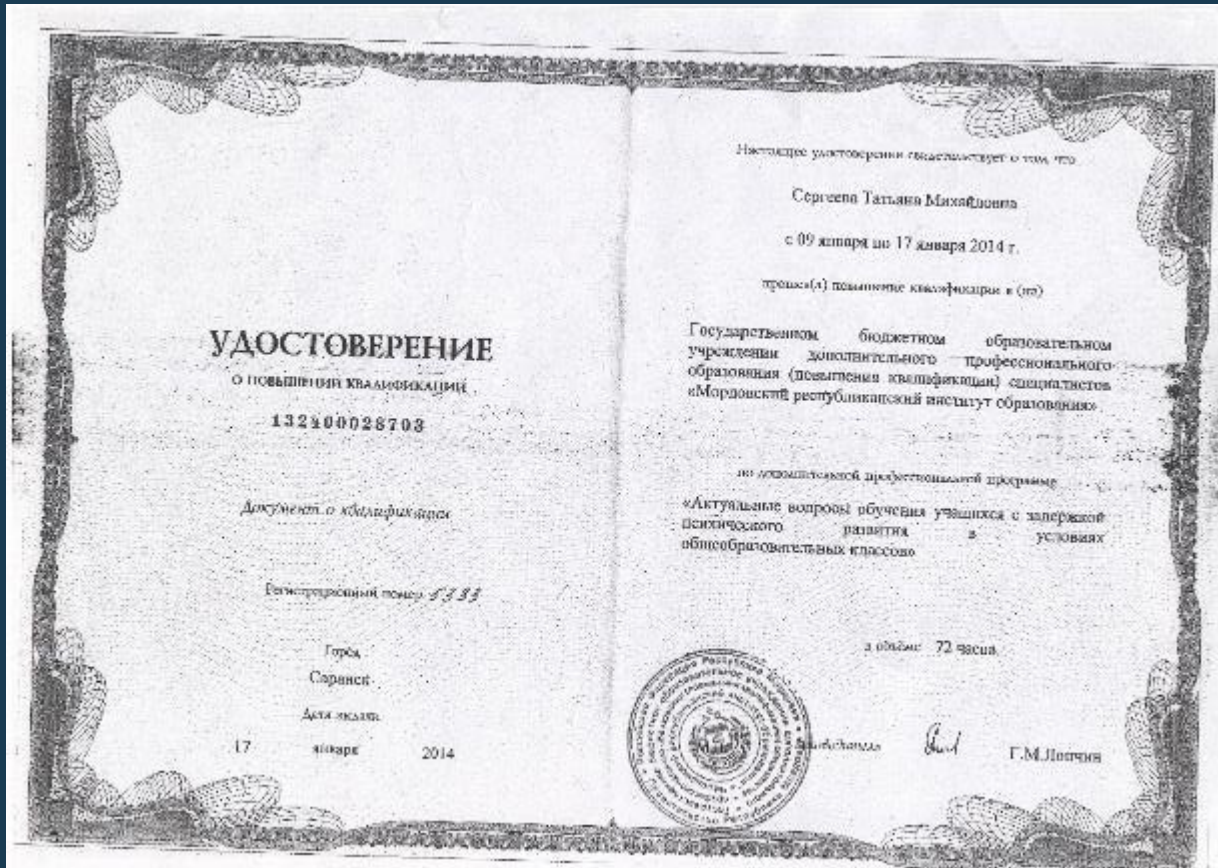 УДОСТОВЕРЕНИЕ
О ПОВЫШЕНИИ КВАЛИФИКАЦИИ
132400028703
Документ о квалификации
Регистрационный номер
Город
Саранск
Дата выдачи
17 января 2014
Настоящее удостоверение свидетельствует о том, что
Сергеева Татьяна Михайловна
с 09 января по 17 января 2014 г.
прошел(а) повышение квалификации в (на)
Государственном бюджетном образовательном
учреждении дополнительного профессионального
образования (повышения квалификации) специалистов
«Мордовский республиканский институт образования»
по дополнительной профессиональной программе
«Актуальные вопросы обучения учащихся с задержкой
психического развития в условиях
общеобразовательных классов»
в объёме 72 часов
Руководитель